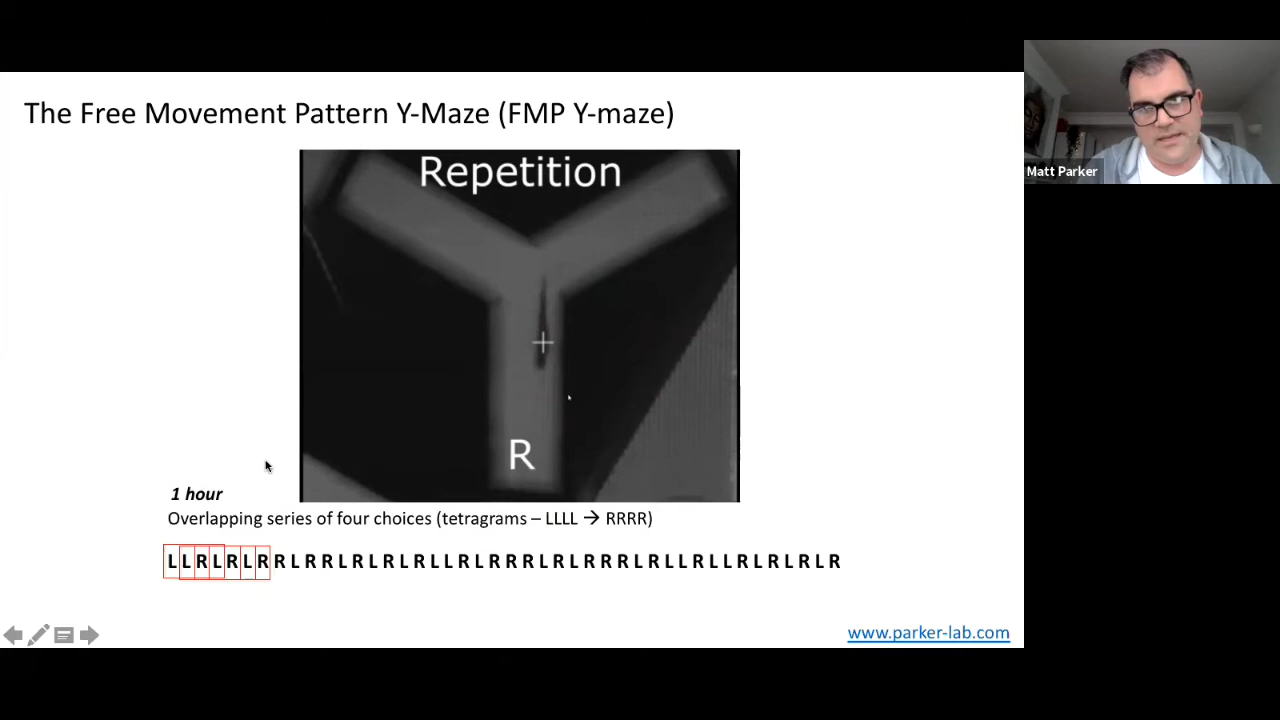 The Free Movement Pattern Y-Maze (FMP Y-maze)
Repetition
R
1 hour
Overlapping series of four choices (tetragrams – LLLL → RRRR)
L L R L R L R R L R R L R L R L R L L R L R R R L R L R R R L R L L R L L R L R L R L R
www.parker-lab.com
Matt Parker